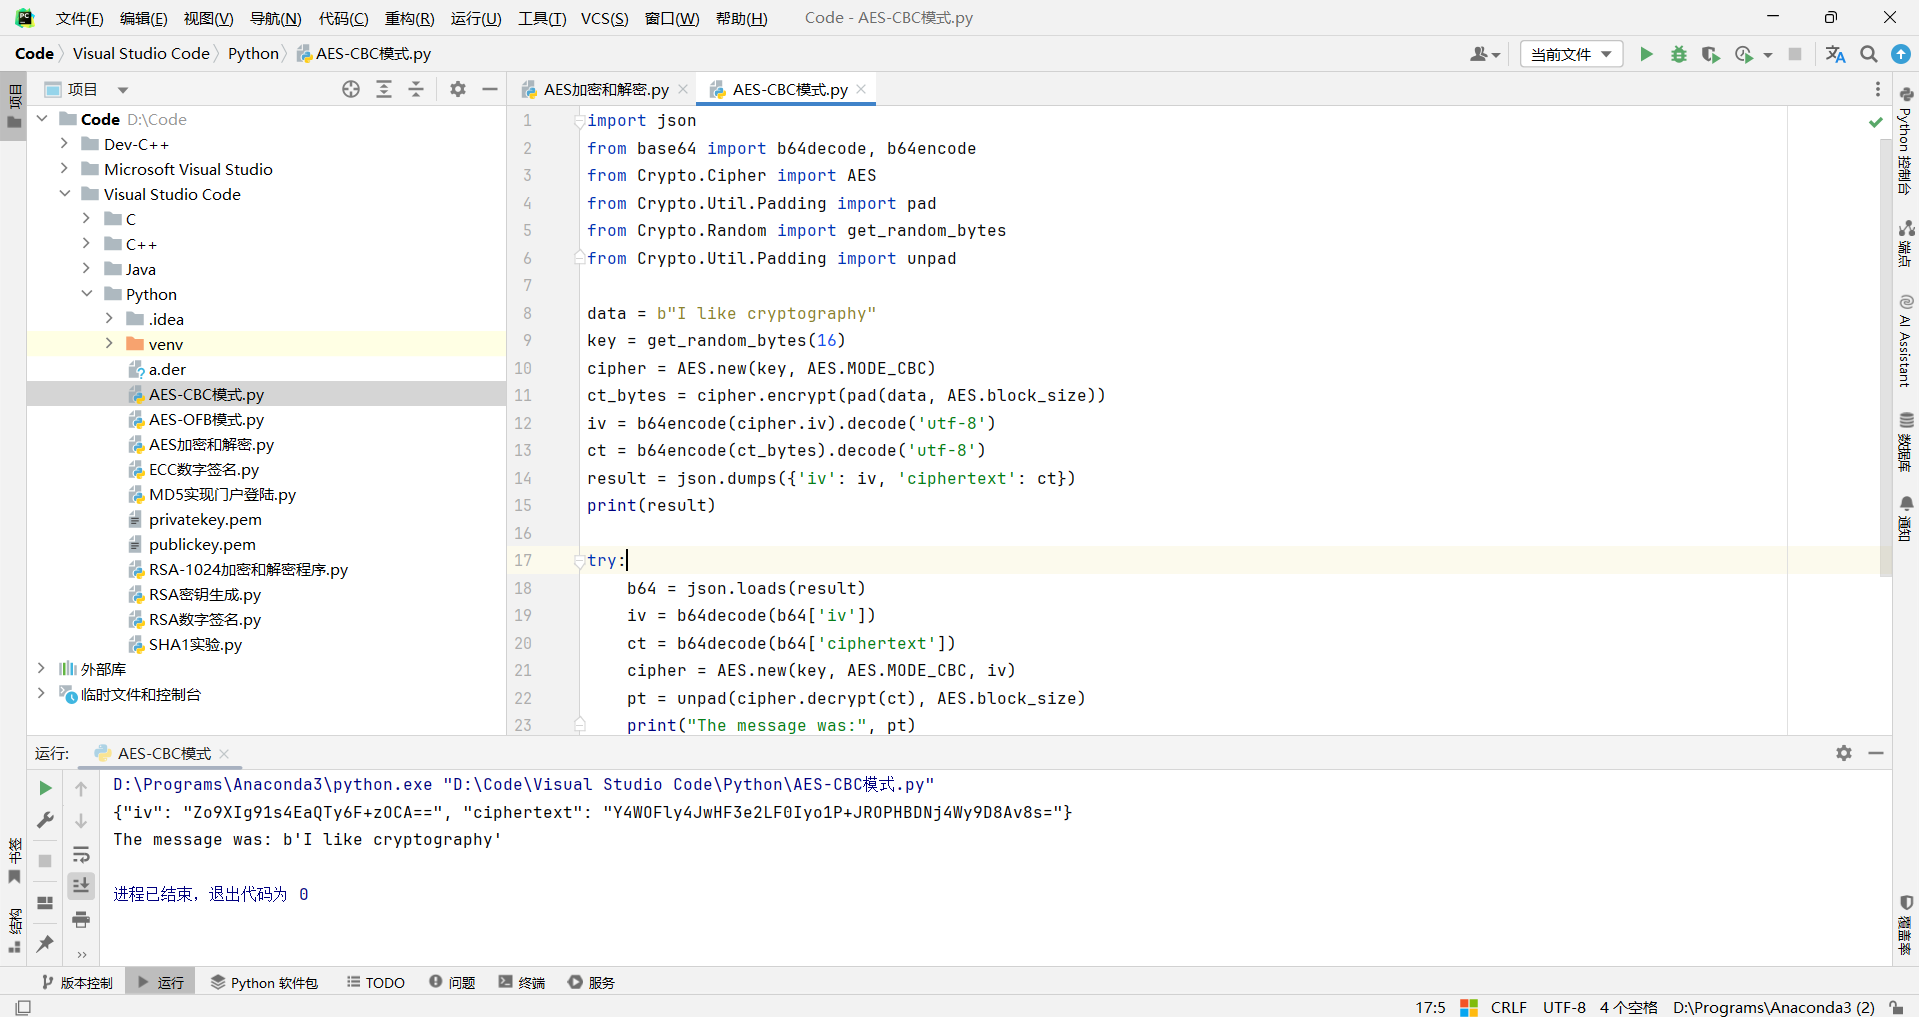 文件(F) 编辑(E) 视图(V) 导航(N) 代码(C) 重构(R) 运行(U) 工具(T) VCS(S) 窗口(W) 帮助(H) Code - AES-CBC模式.py
Code Visual Studio Code Python AES-CBC模式.py 当前文件
项目
项目
AES加密和解密.py AES-CBC模式.py
Code D:\Code
Dev-C++
Microsoft Visual Studio
Visual Studio Code
C
C++
Java
Python
.idea
venv
a.der
AES-CBC模式.py
AES-OFB模式.py
AES加密和解密.py
ECC数字签名.py
MD5实现门户登陆.py
privatekey.pem
publickey.pem
RSA-1024加密和解密程序.py
RSA密钥生成.py
RSA数字签名.py
SHA1实验.py
外部库
临时文件和控制台
1 import json
2 from base64 import b64decode, b64encode
3 from Crypto.Cipher import AES
4 from Crypto.Util.Padding import pad
5 from Crypto.Random import get_random_bytes
6 from Crypto.Util.Padding import unpad
7
8 data = b"I like cryptography"
9 key = get_random_bytes(16)
10 cipher = AES.new(key, AES.MODE_CBC)
11 ct_bytes = cipher.encrypt(pad(data, AES.block_size))
12 iv = b64encode(cipher.iv).decode('utf-8')
13 ct = b64encode(ct_bytes).decode('utf-8')
14 result = json.dumps({'iv': iv, 'ciphertext': ct})
15 print(result)
16
17 try:
18 b64 = json.loads(result)
19 iv = b64decode(b64['iv'])
20 ct = b64decode(b64['ciphertext'])
21 cipher = AES.new(key, AES.MODE_CBC, iv)
22 pt = unpad(cipher.decrypt(ct), AES.block_size)
23 print("The message was:", pt)
Python 控制台
端点
AI Assistant
数据库
通知
覆盖率
运行: AES-CBC模式
D:\Programs\Anaconda3\python.exe "D:\Code\Visual Studio Code\Python\AES-CBC模式.py"
{"iv": "Zo9XIg91s4EaQTy6F+zOCA==", "ciphertext": "Y4WOFly4JwHF3e2LF0Iyo1P+JROPHBDNj4Wy9D8Av8s="}
The message was: b'I like cryptography'
进程已结束，退出代码为 0
书签
结构
版本控制 运行 Python 软件包 TODO 问题 终端 服务
17:5 CRLF UTF-8 4 个空格 D:\Programs\Anaconda3 (2)